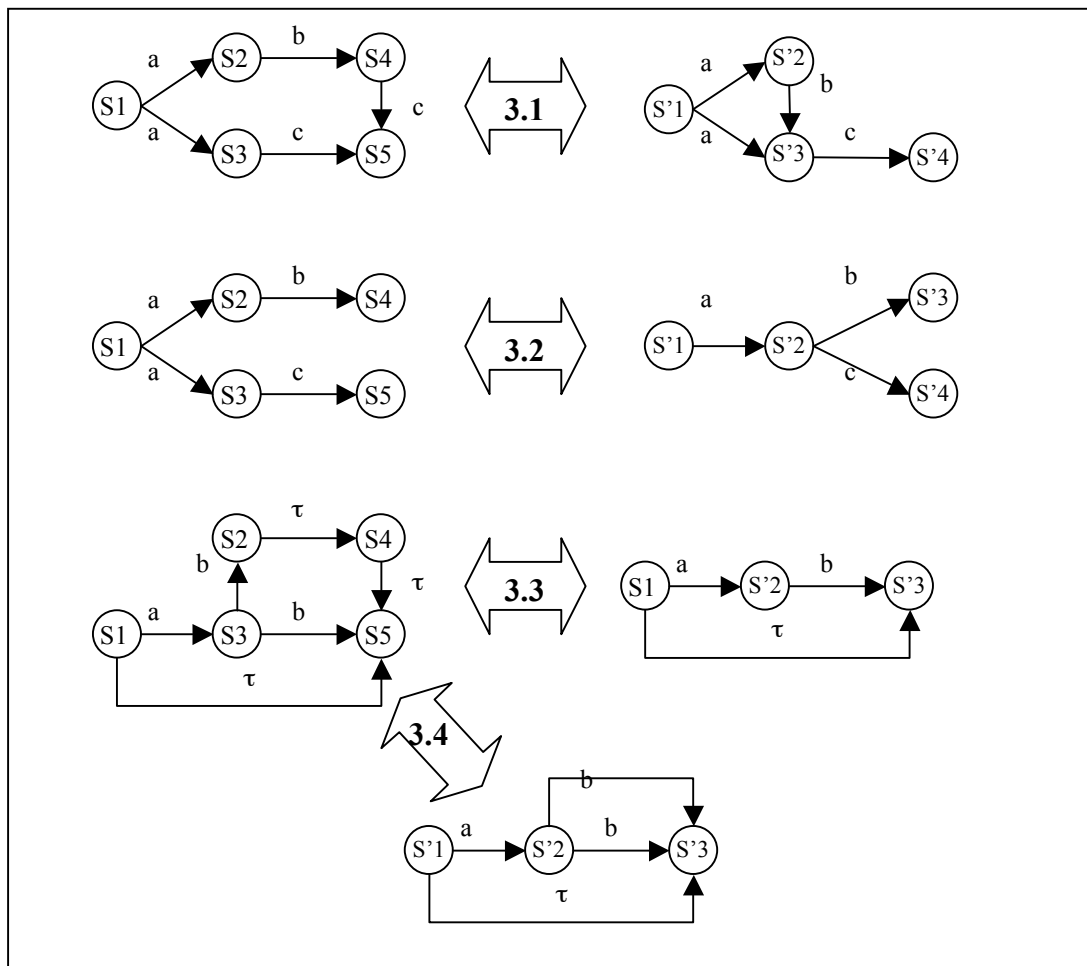 a b
S2 S4
S1 a c
S3 c S5
3.1
a S'2
S'1 b
a S'3 c S'4
a S2 b S4
S1
a S3 c S5
3.2
a b S'3
S'1 S'2
c S'4
τ
S2 S4
b τ
a b
S1 S3 S5
τ
3.3
a b
S1 S'2 S'3
τ
3.4
b
a b
S'1 S'2 S'3
τ